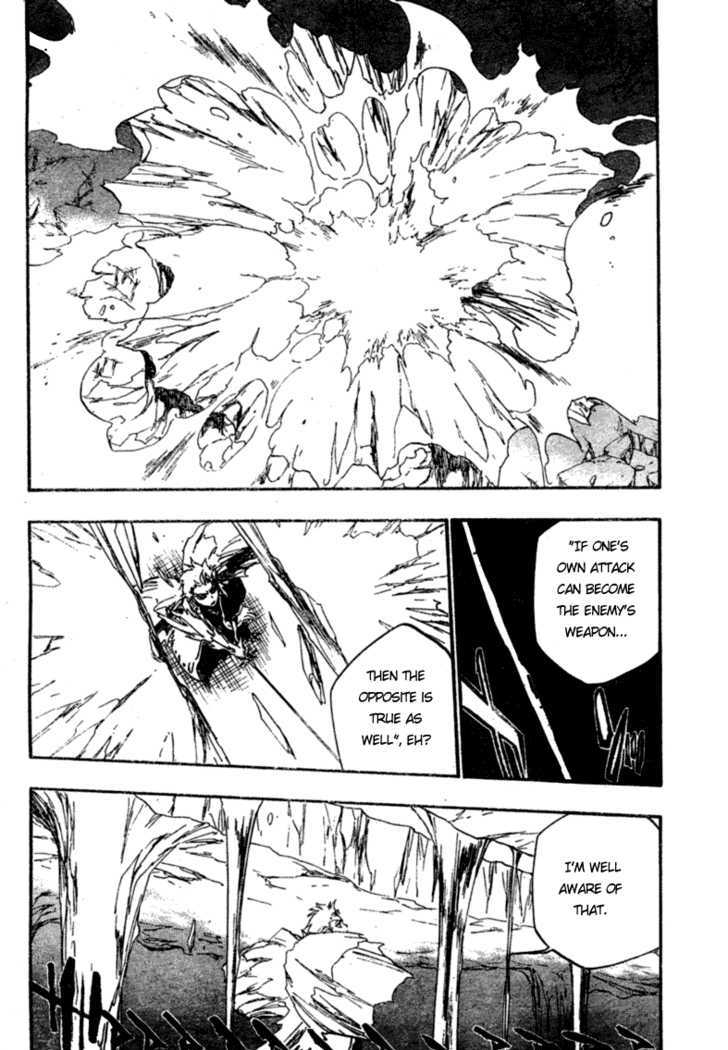 "IF ONE'S
OWN ATTACK
CAN BECOME
THE ENEMY'S
WEAPON...
THEN THE
OPPOSITE IS
TRUE AS
WELL", EH?
I'M WELL
AWARE OF
THAT.